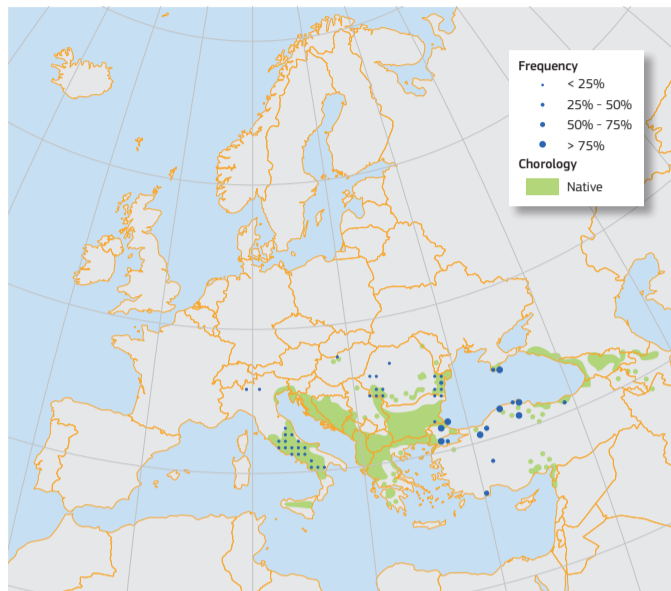 Frequency
< 25%
25% - 50%
50% - 75%
> 75%
Chorology
Native